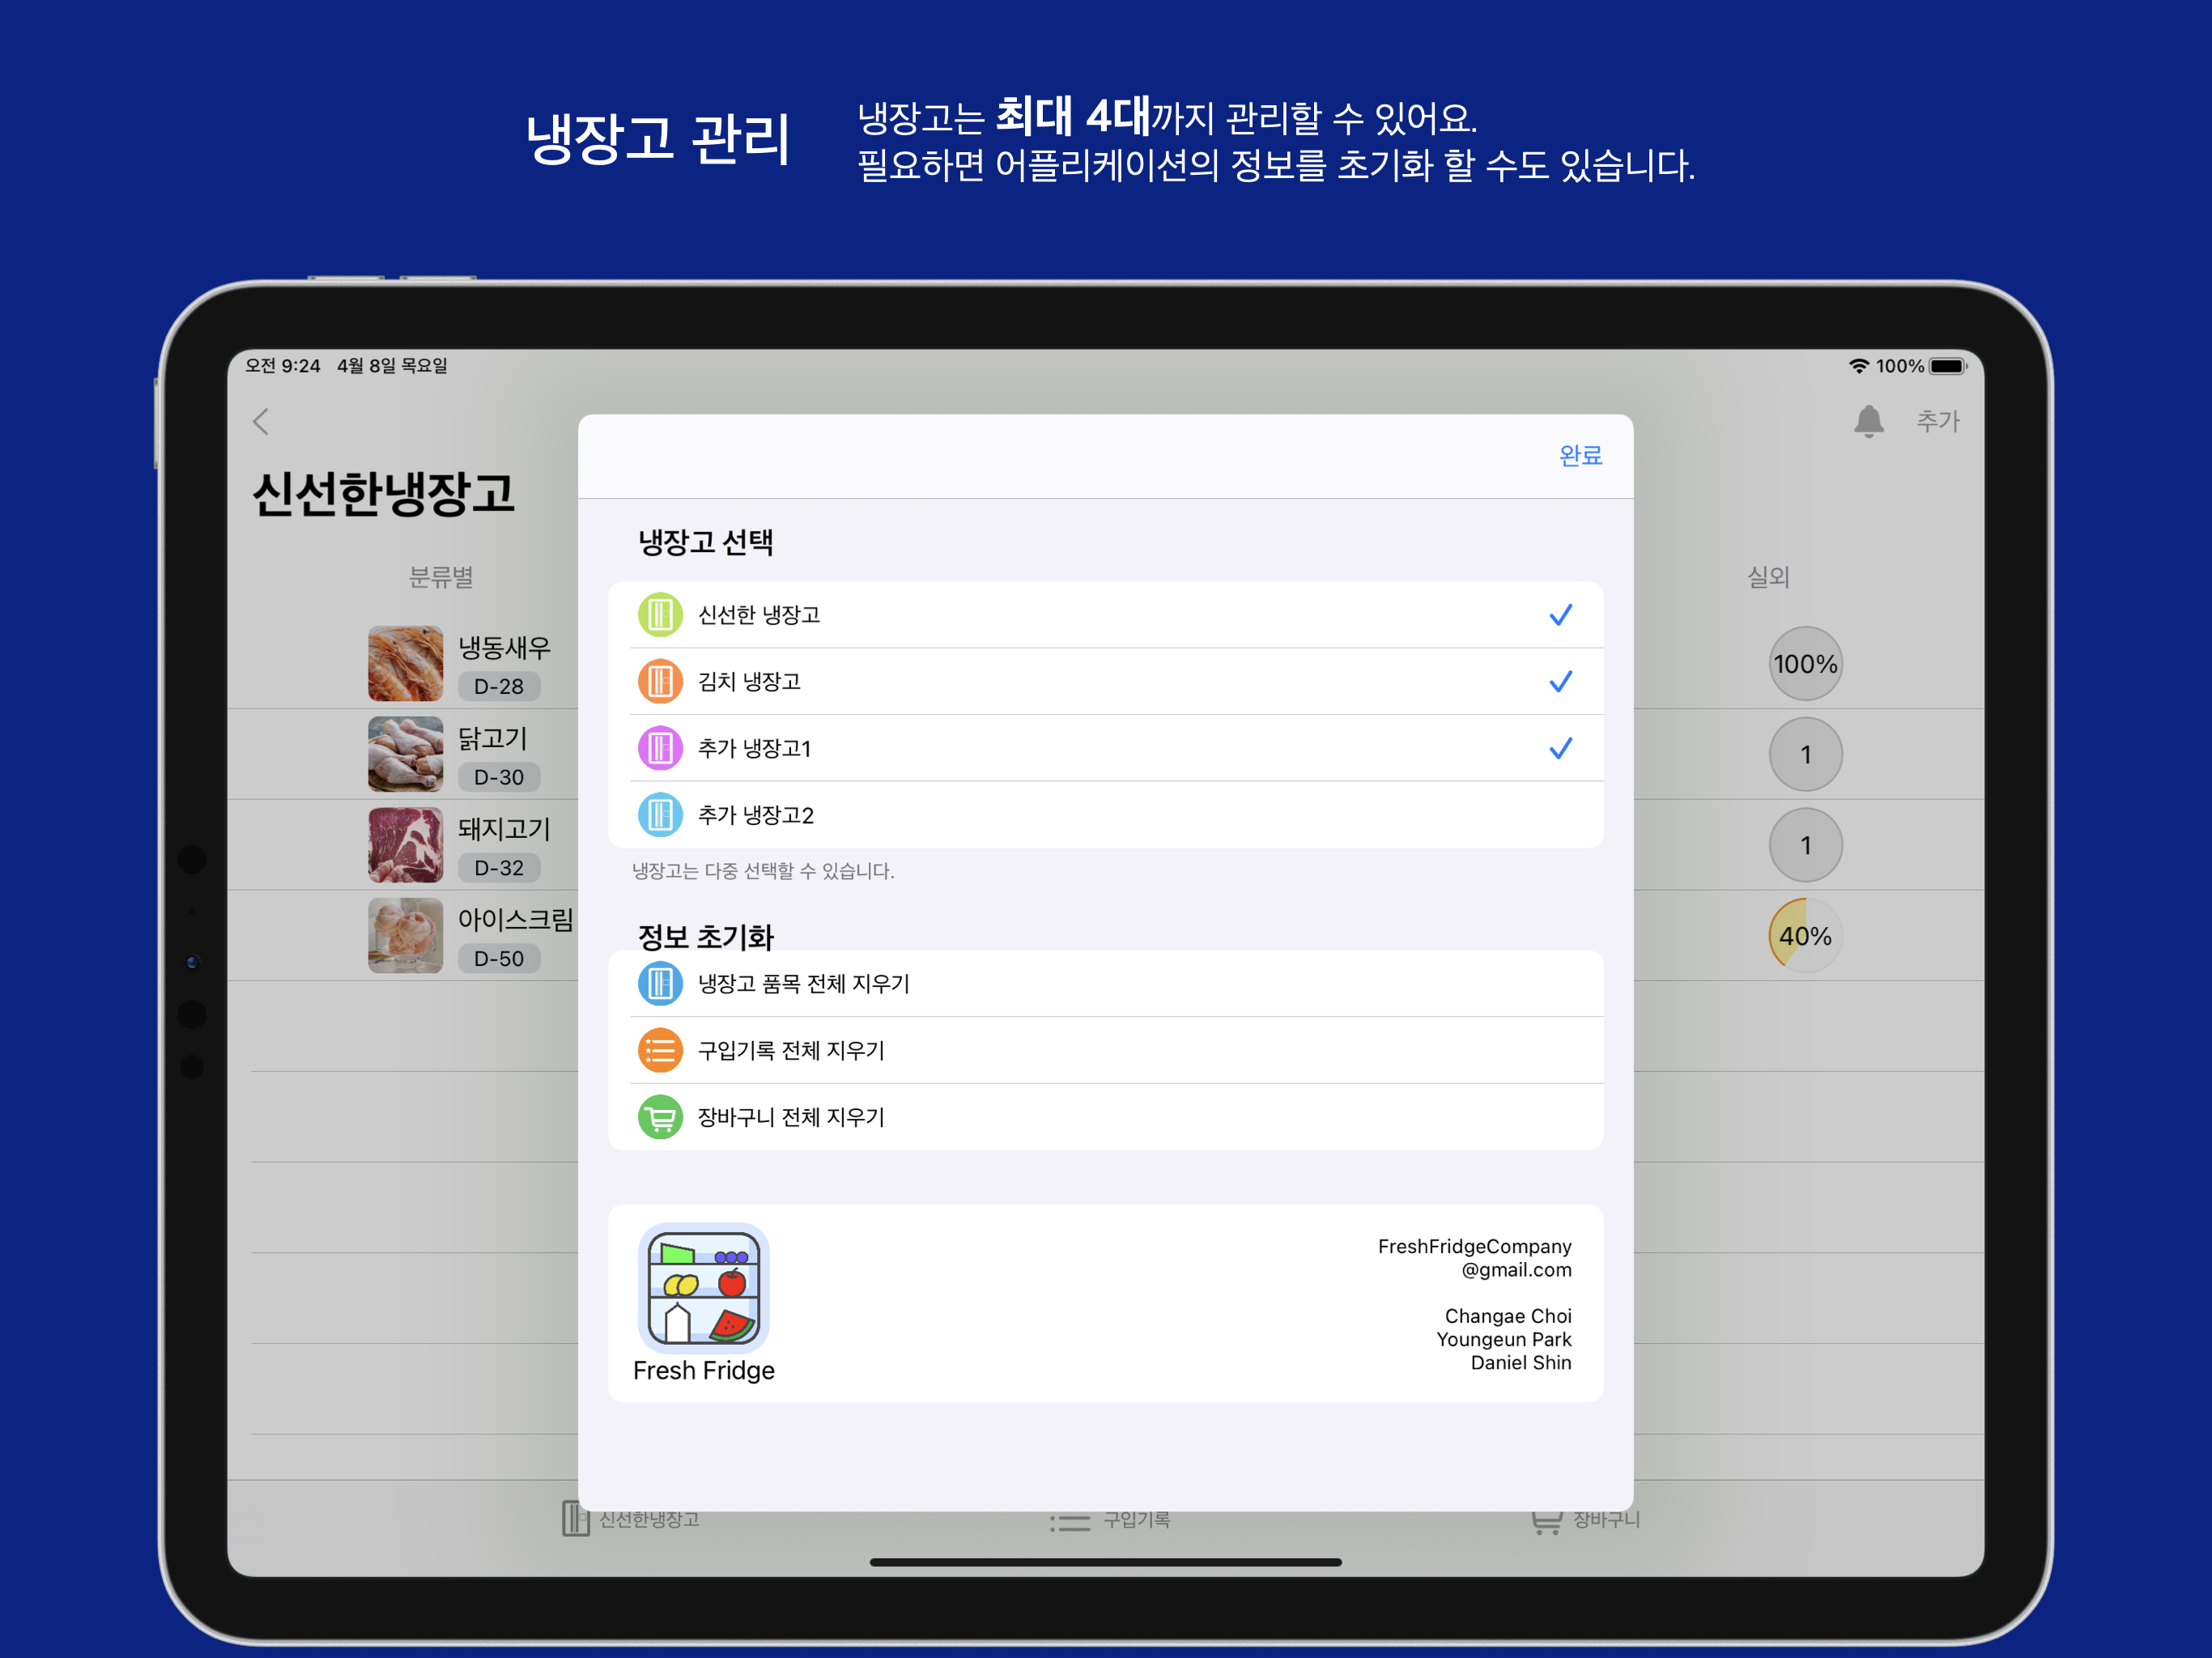 냉장고 관리
냉장고는 최대 4대까지 관리할 수 있어요.
필요하면 어플리케이션의 정보를 초기화 할 수도 있습니다.
오전 9:24 4월 8일 목요일
100%
추가
완료
신선한냉장고
냉장고 선택
분류별
실외
신선한 냉장고
김치 냉장고
추가 냉장고1
추가 냉장고2
냉장고는 다중 선택할 수 있습니다.
냉동새우
D-28
100%
닭고기
D-30
1
돼지고기
D-32
1
아이스크림
D-50
40%
정보 초기화
냉장고 품목 전체 지우기
구입기록 전체 지우기
장바구니 전체 지우기
Fresh Fridge
FreshFridgeCompany
@gmail.com
Changae Choi
Youngeun Park
Daniel Shin
신선한냉장고
구입기록
장바구니